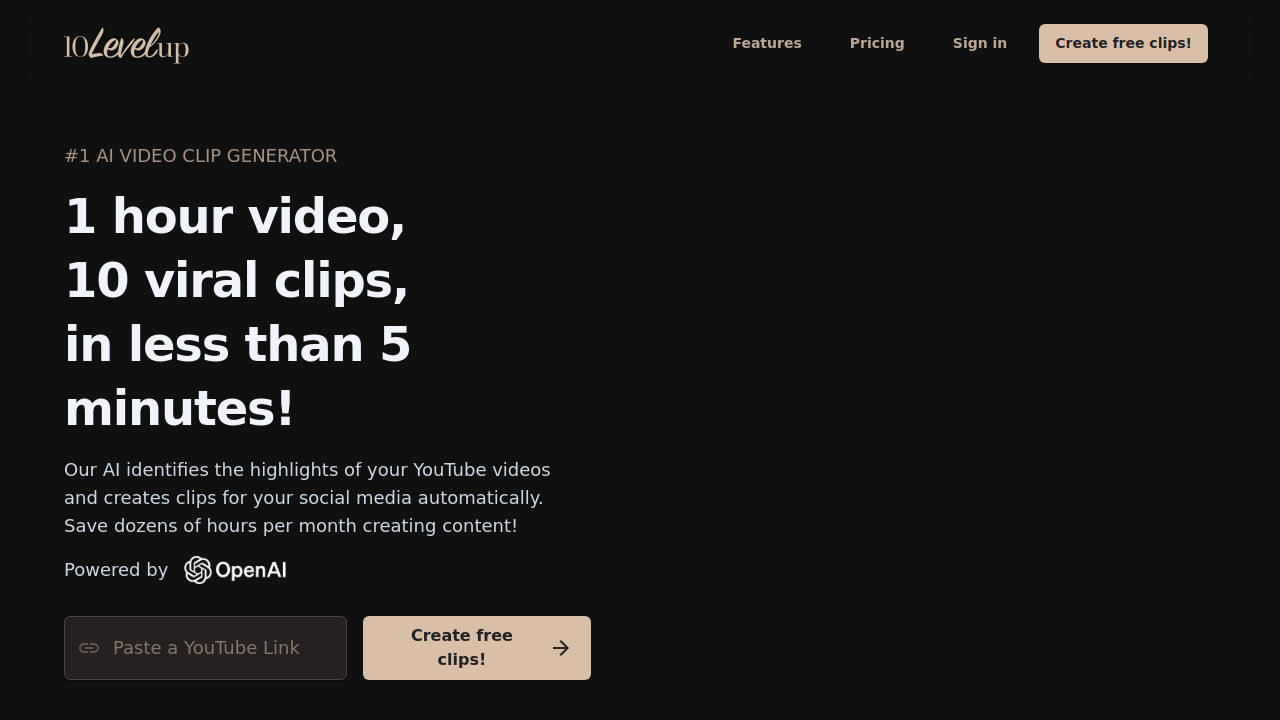 10Levelup
Features
Pricing
Sign in
Create free clips!
#1 AI VIDEO CLIP GENERATOR
1 hour video,
10 viral clips,
in less than 5
minutes!
Our AI identifies the highlights of your YouTube videos
and creates clips for your social media automatically.
Save dozens of hours per month creating content!
Powered by OpenAI
Paste a YouTube Link
Create free
clips!